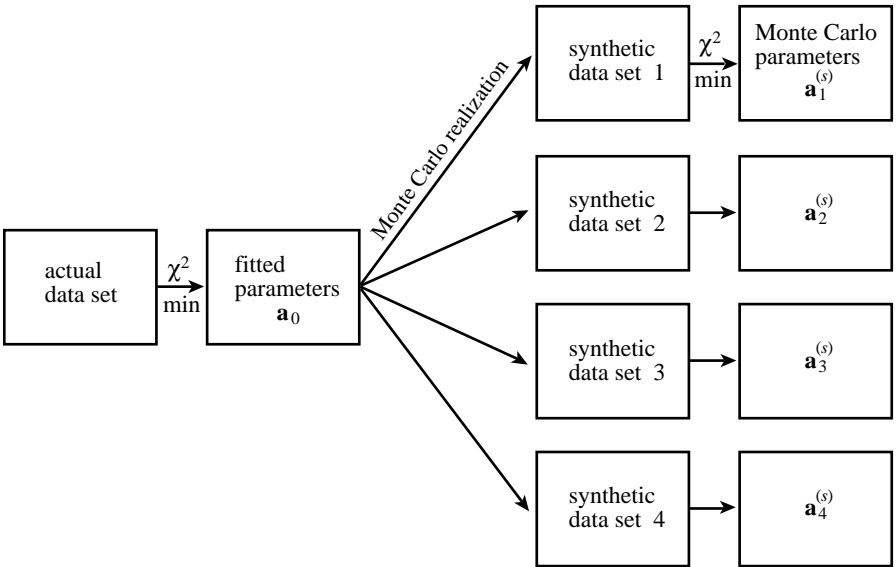 actual
data set
χ²
min
fitted
parameters
a₀
Monte Carlo realization
synthetic
data set 1
χ²
min
Monte Carlo
parameters
a₁⁽ˢ⁾
synthetic
data set 2
a₂⁽ˢ⁾
synthetic
data set 3
a₃⁽ˢ⁾
synthetic
data set 4
a₄⁽ˢ⁾